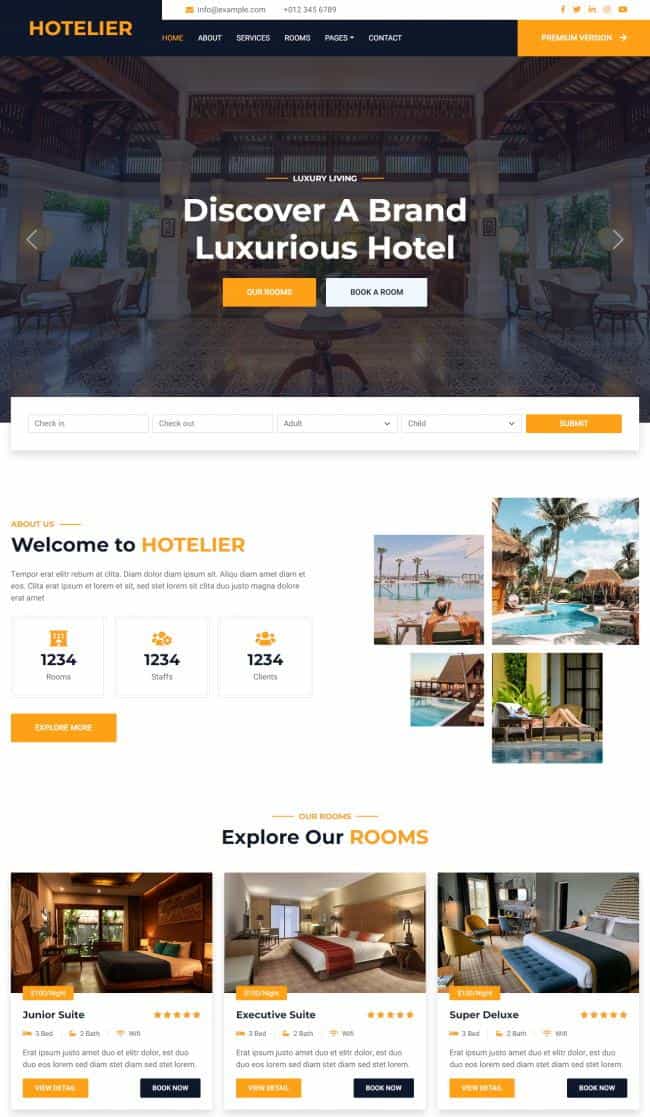 HOTELIER
info@example.com +012 345 6789
HOME ABOUT SERVICES ROOMS PAGES CONTACT
PREMIUM VERSION
LUXURY LIVING
Discover A Brand
Luxurious Hotel
OUR ROOMS BOOK A ROOM
Check in Check out Adult Child SUBMIT
ABOUT US
Welcome to HOTELIER
Tempor erat elitr rebum at clita. Diam dolor diam ipsum sit. Aliqu diam amet diam et
eos. Clita erat ipsum et lorem et sit, sed stet lorem sit clita duo justo magna dolore
erat amet
1234 1234 1234
Rooms Staffs Clients
EXPLORE MORE
OUR ROOMS
Explore Our ROOMS
$100/Night $100/Night $100/Night
Junior Suite Executive Suite Super Deluxe
3 Bed 2 Bath Wifi 3 Bed 2 Bath Wifi 3 Bed 2 Bath Wifi
Erat ipsum justo amet duo et elitr dolor, est duo Erat ipsum justo amet duo et elitr dolor, est duo Erat ipsum justo amet duo et elitr dolor, est duo
duo eos lorem sed diam stet diam sed stet lorem. duo eos lorem sed diam stet diam sed stet lorem. duo eos lorem sed diam stet diam sed stet lorem.
VIEW DETAIL BOOK NOW VIEW DETAIL BOOK NOW VIEW DETAIL BOOK NOW